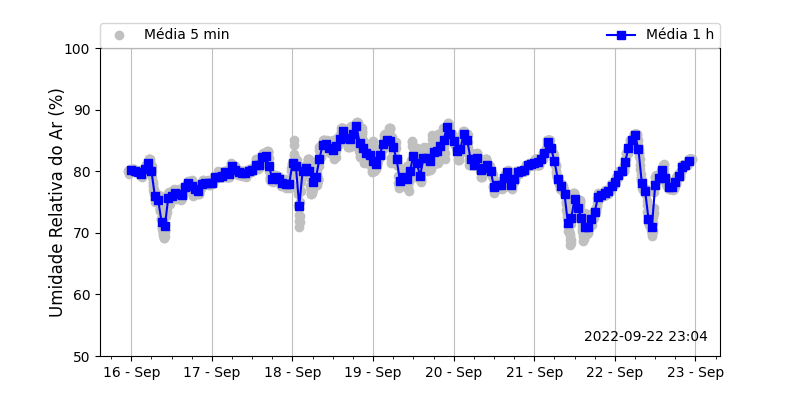 Média 5 min
Média 1 h
Umidade Relativa do Ar (%)
100
90
80
70
60
50
2022-09-22 23:04
16 - Sep
17 - Sep
18 - Sep
19 - Sep
20 - Sep
21 - Sep
22 - Sep
23 - Sep